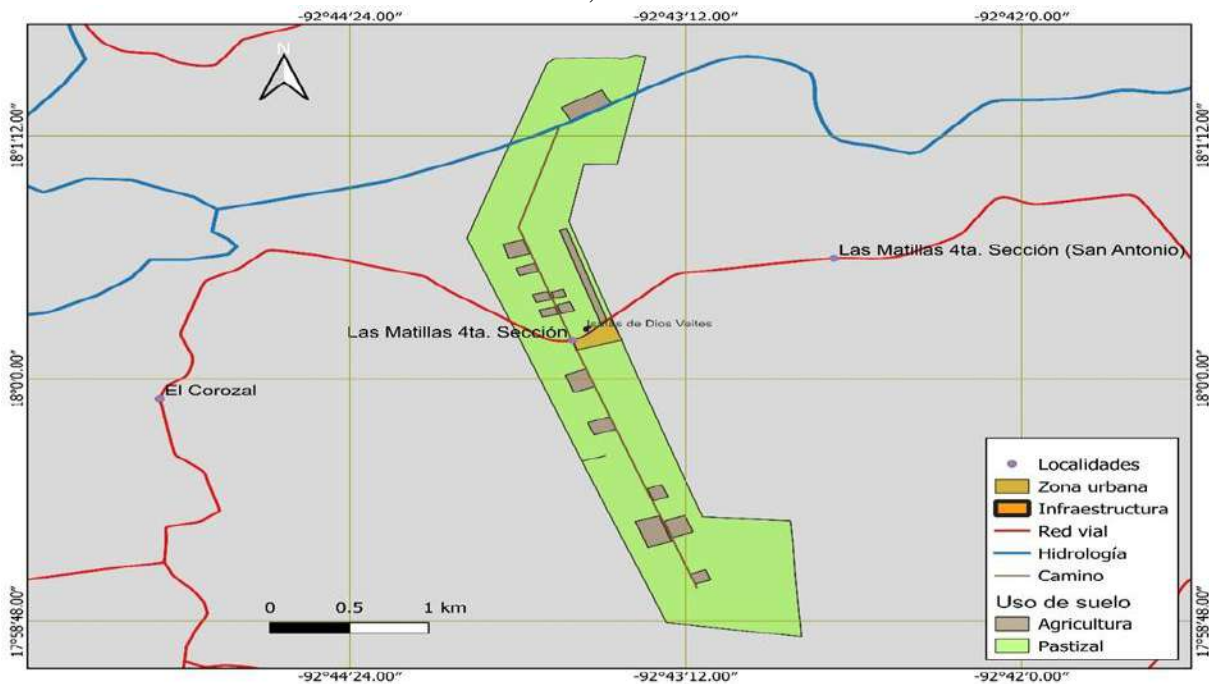 -92°44′24.00″
-92°43′12.00″
-92°42′0.00″
N
18°1′12.00″
18°1′12.00″
Las Matillas 4ta. Sección (San Antonio)
de Dios Veites
Las Matillas 4ta. Sección
18°0′0.00″
18°0′0.00″
El Corozal
Localidades
Zona urbana
Infraestructura
Red vial
Hidrología
Camino
Uso de suelo
Agricultura
Pastizal
0 0.5 1 km
17°58′48.00″
17°58′48.00″
-92°44′24.00″
-92°43′12.00″
-92°42′0.00″